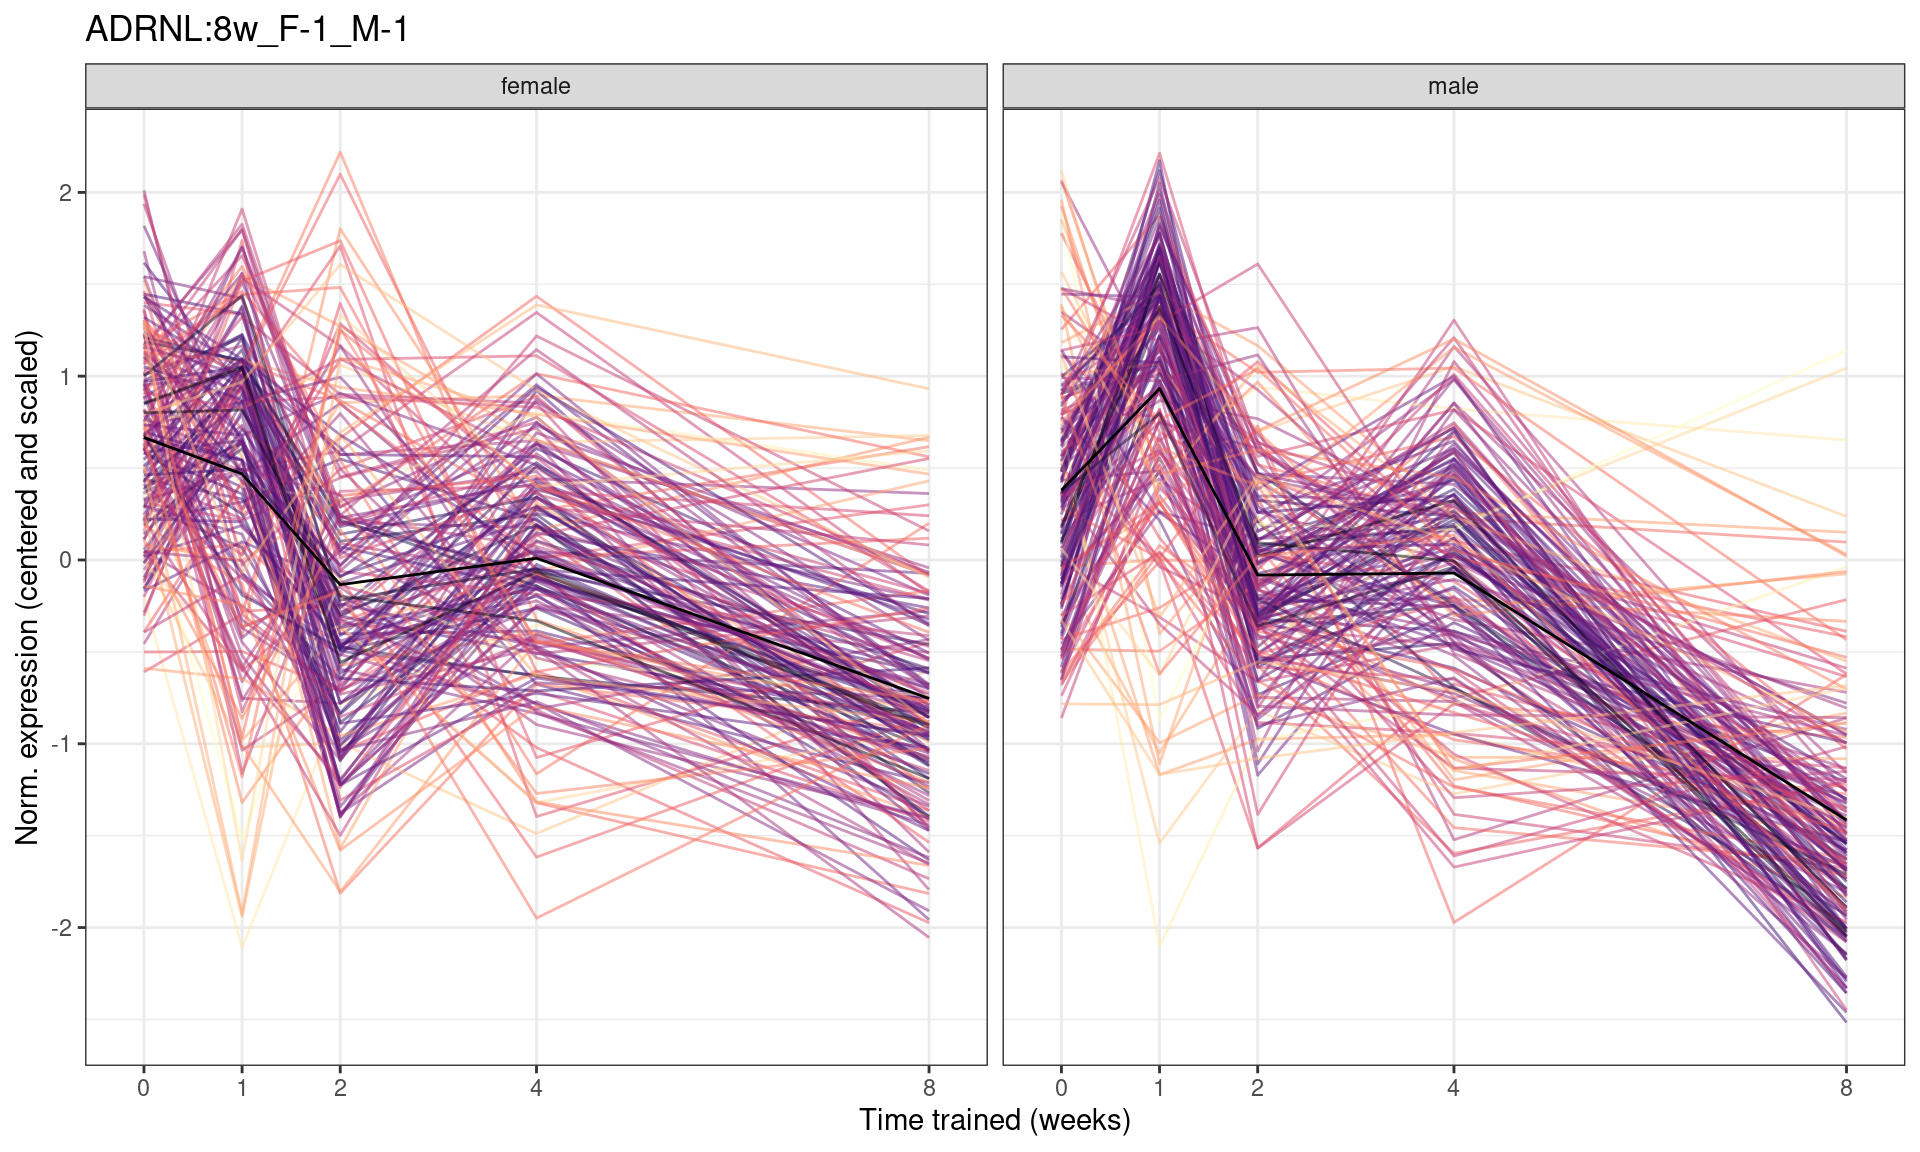 ADRNL:8w_F-1_M-1
female
male
Norm. expression (centered and scaled)
2
1
0
-1
-2
0 1 2 4 8
0 1 2 4 8
Time trained (weeks)